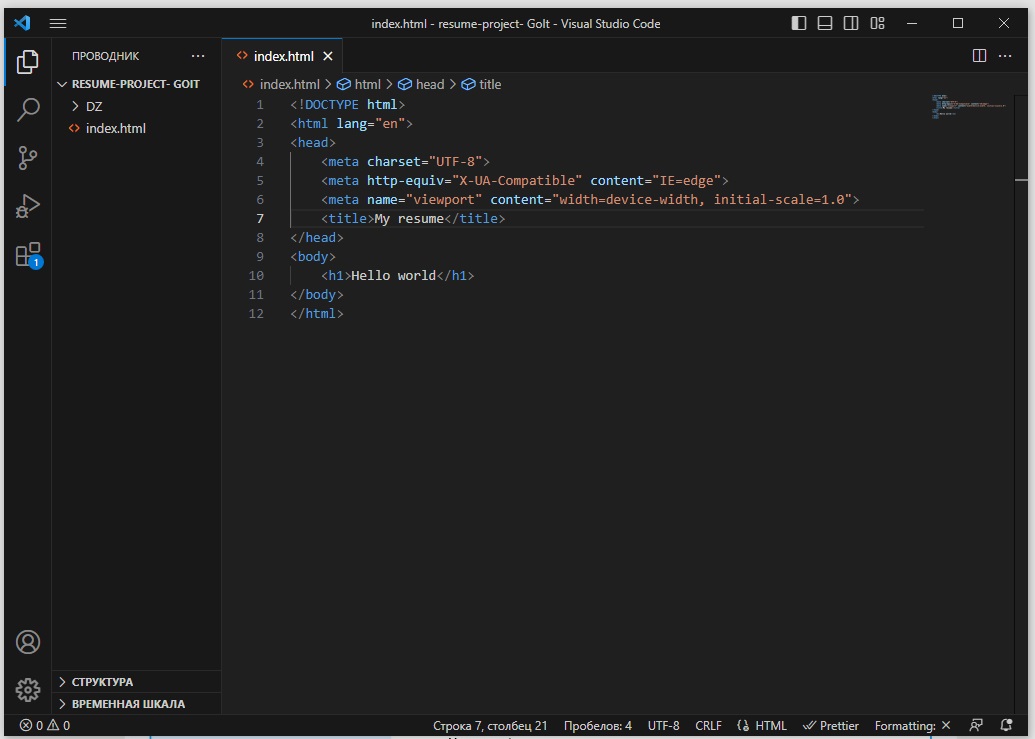 index.html - resume-project- GoIt - Visual Studio Code
ПРОВОДНИК
index.html
RESUME-PROJECT- GOIT
index.html > html > head > title
DZ
index.html
1 <!DOCTYPE html>
2 <html lang="en">
3 <head>
4 <meta charset="UTF-8">
5 <meta http-equiv="X-UA-Compatible" content="IE=edge">
6 <meta name="viewport" content="width=device-width, initial-scale=1.0">
7 <title>My resume</title>
8 </head>
9 <body>
10 <h1>Hello world</h1>
11 </body>
12 </html>
1
СТРУКТУРА
ВРЕМЕННАЯ ШКАЛА
0 0 Строка 7, столбец 21 Пробелов: 4 UTF-8 CRLF HTML Prettier Formatting: ×